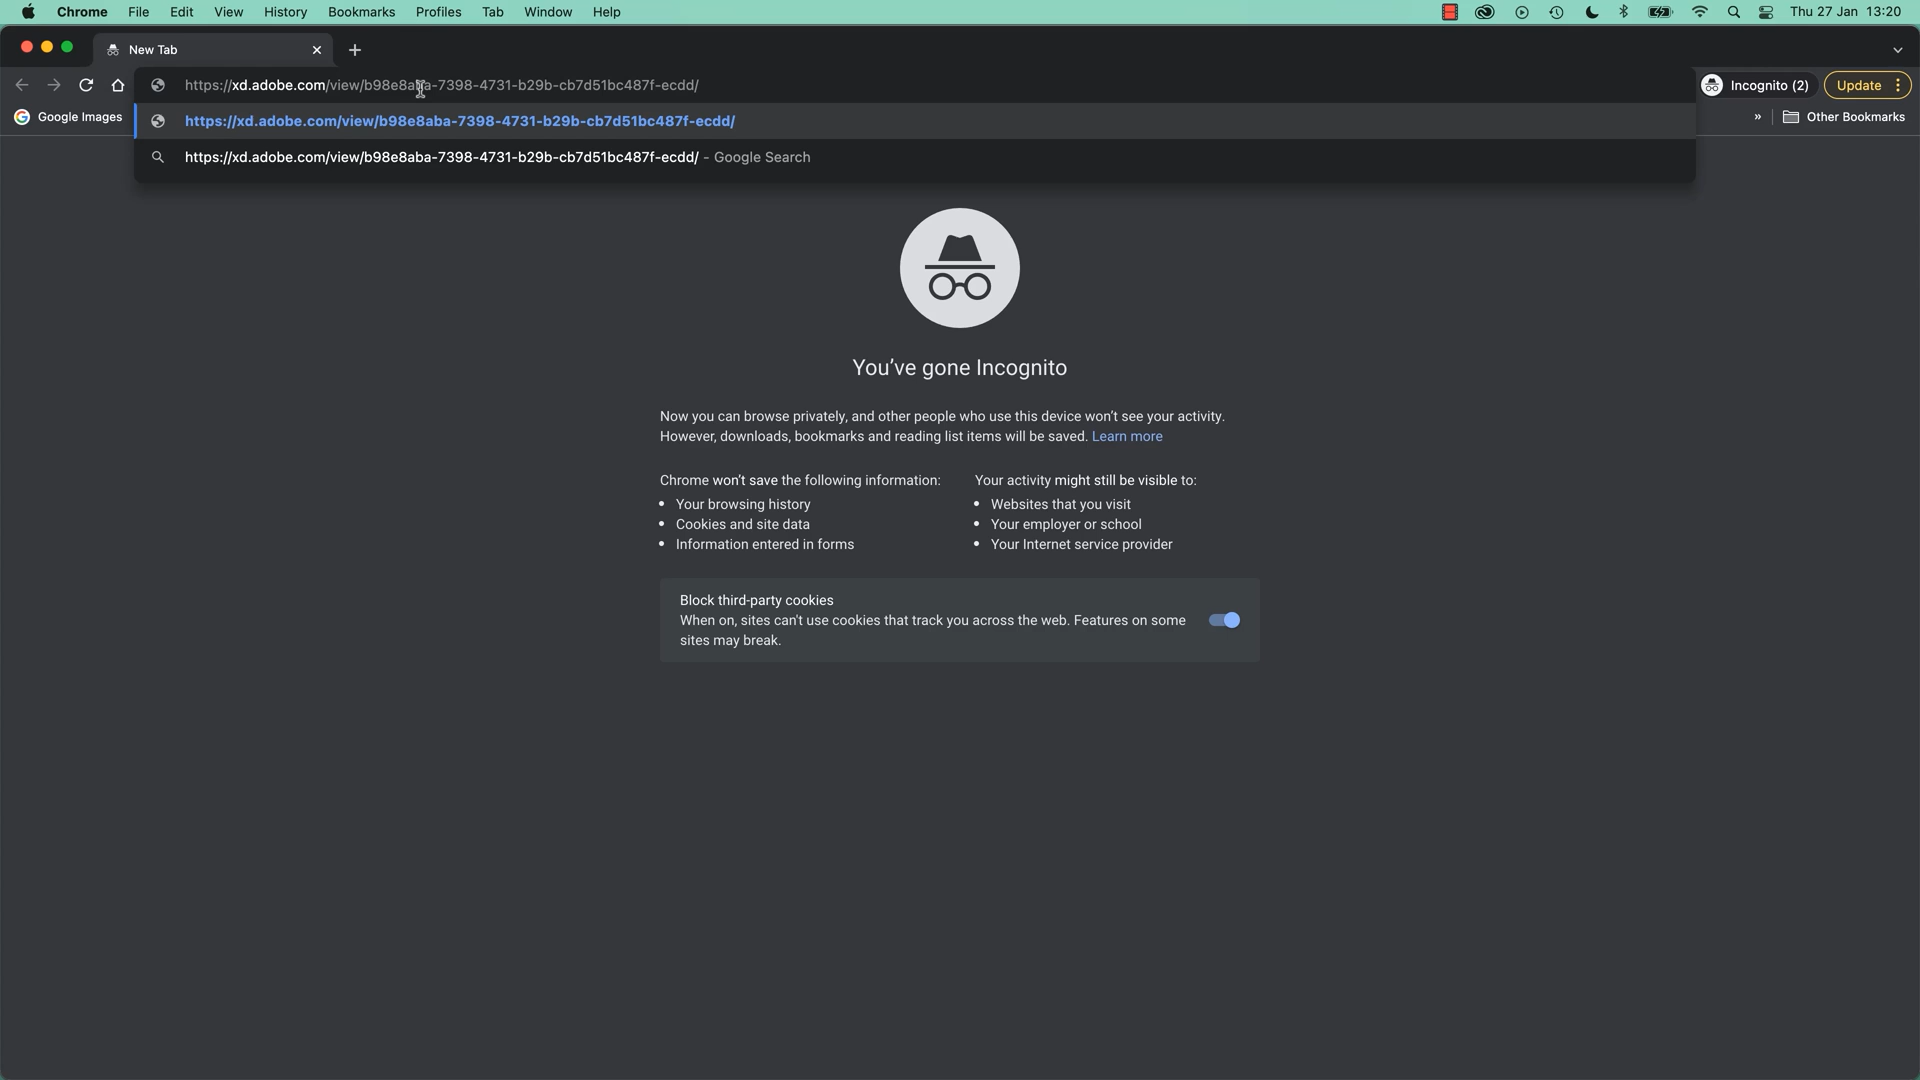 Chrome File Edit View History Bookmarks Profiles Tab Window Help Thu 27 Jan 13:20
New Tab
https://xd.adobe.com/view/b98e8aba-7398-4731-b29b-cb7d51bc487f-ecdd/ Incognito (2) Update
Google Images https://xd.adobe.com/view/b98e8aba-7398-4731-b29b-cb7d51bc487f-ecdd/ » Other Bookmarks
https://xd.adobe.com/view/b98e8aba-7398-4731-b29b-cb7d51bc487f-ecdd/ - Google Search
You've gone Incognito
Now you can browse privately, and other people who use this device won't see your activity.
However, downloads, bookmarks and reading list items will be saved. Learn more
Chrome won't save the following information:
• Your browsing history
• Cookies and site data
• Information entered in forms
Your activity might still be visible to:
• Websites that you visit
• Your employer or school
• Your Internet service provider
Block third-party cookies
When on, sites can't use cookies that track you across the web. Features on some
sites may break.